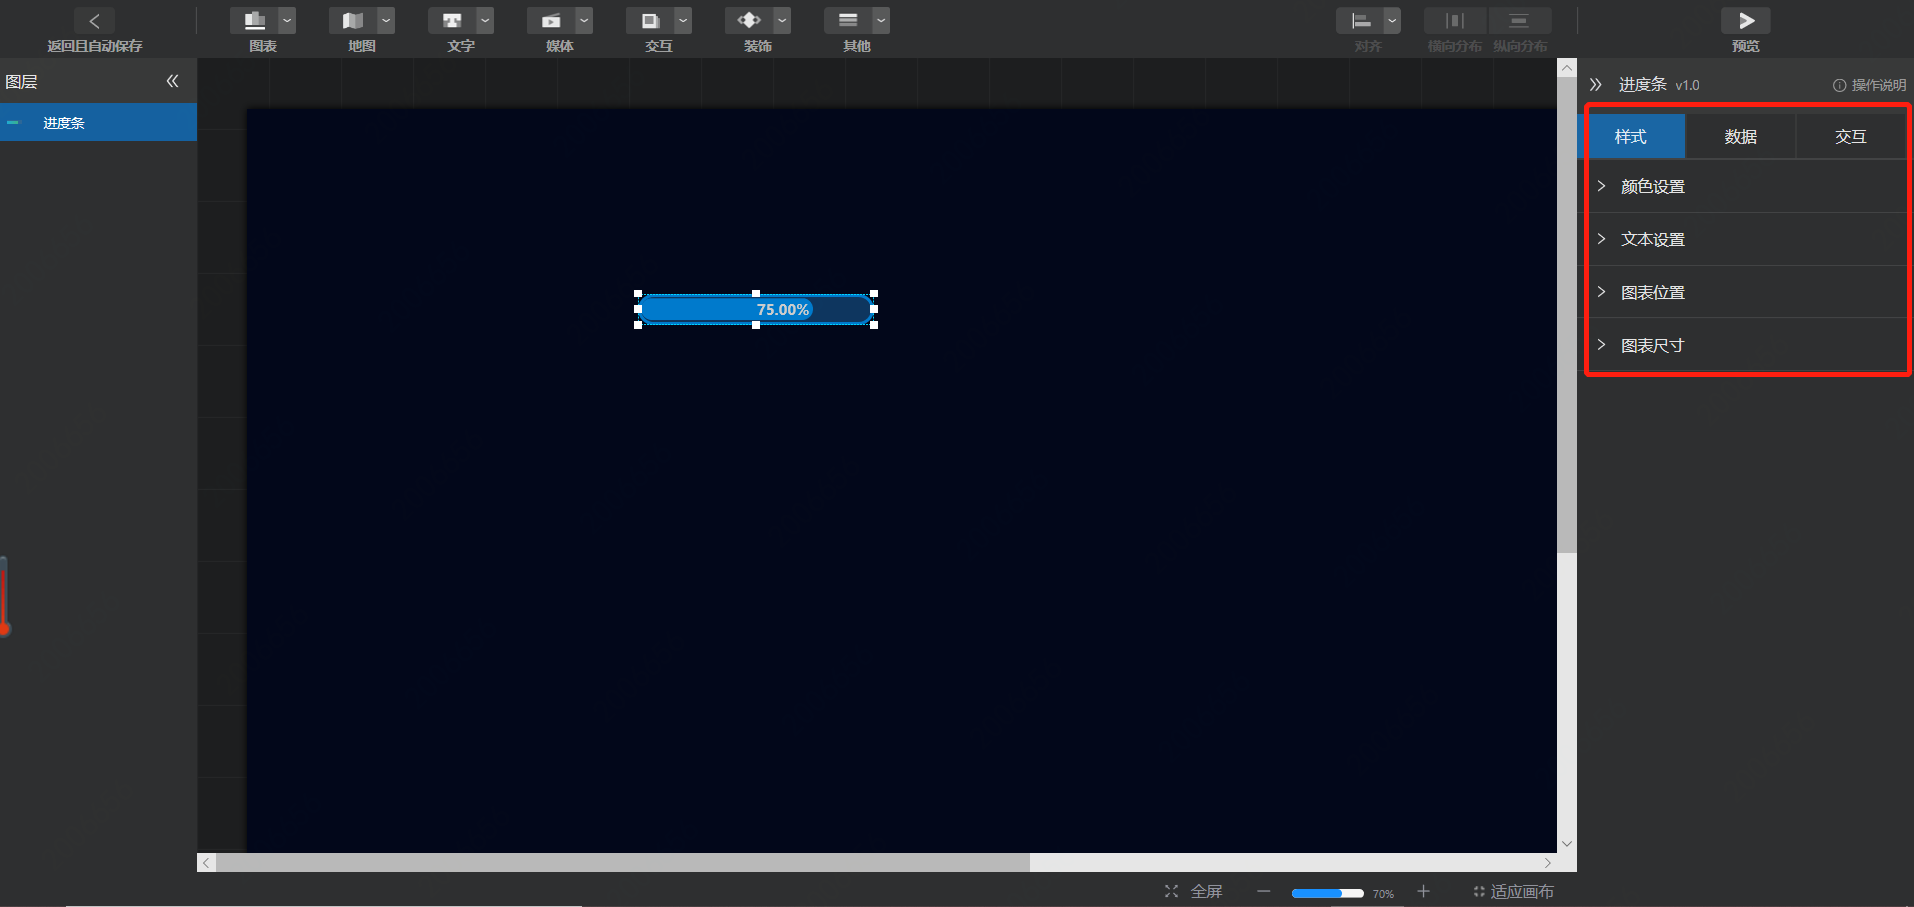 返回且自动保存
图表
地图
文字
媒体
交互
装饰
其他
对齐
横向分布
纵向分布
预览
图层
进度条
进度条 v1.0
操作说明
样式
数据
交互
颜色设置
文本设置
图表位置
图表尺寸
75.00%
全屏
70%
适应画布